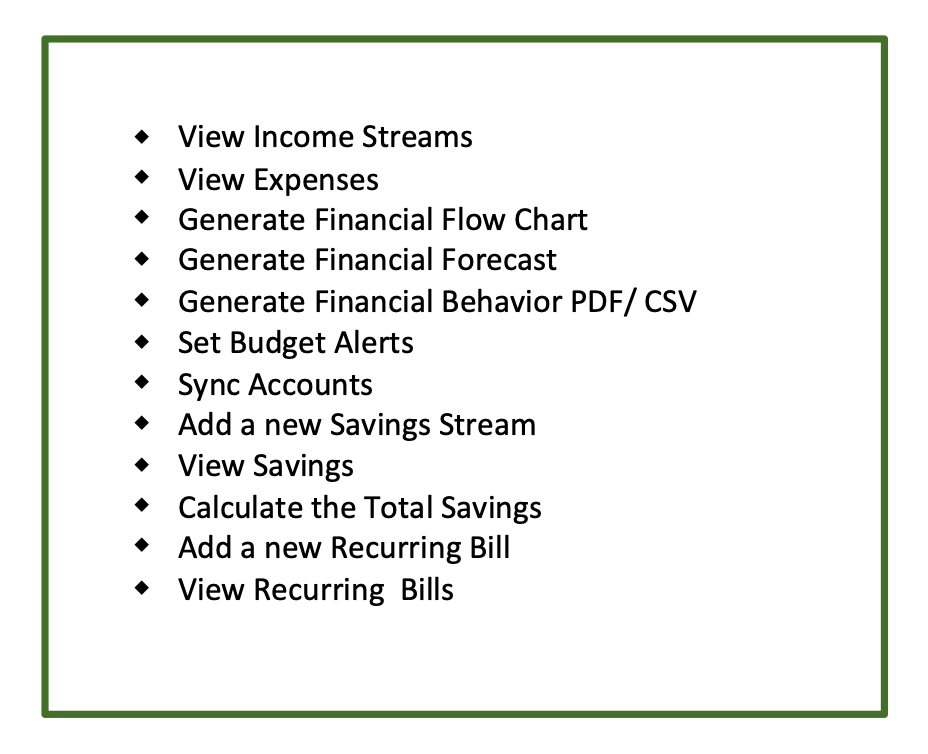 View Income Streams
View Expenses
Generate Financial Flow Chart
Generate Financial Forecast
Generate Financial Behavior PDF/ CSV
Set Budget Alerts
Sync Accounts
Add a new Savings Stream
View Savings
Calculate the Total Savings
Add a new Recurring Bill
View Recurring  Bills